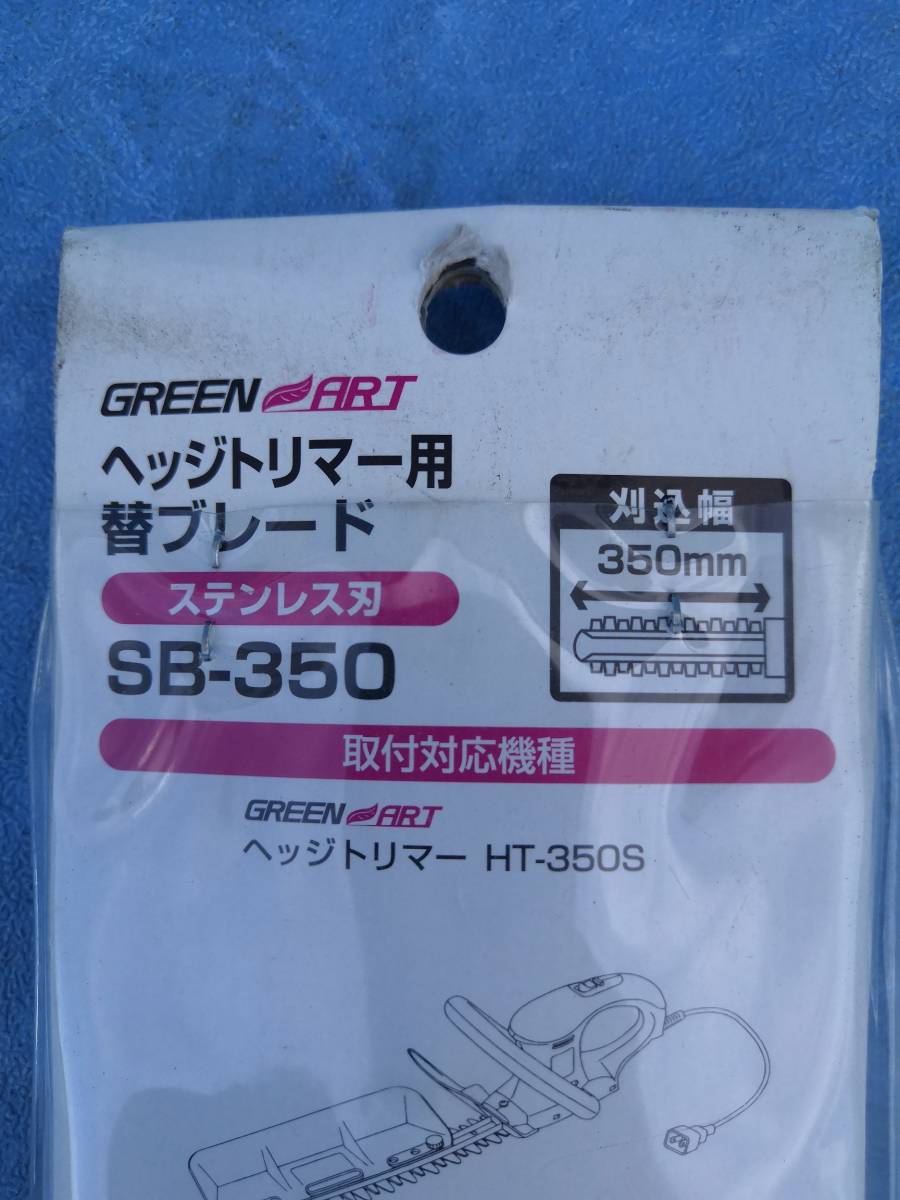 GREEN ART
ヘッジトリマー用
替ブレード
ステンレス刃
SB-350
刈込幅
350mm
取付対応機種
GREEN ART
ヘッジトリマー HT-350S